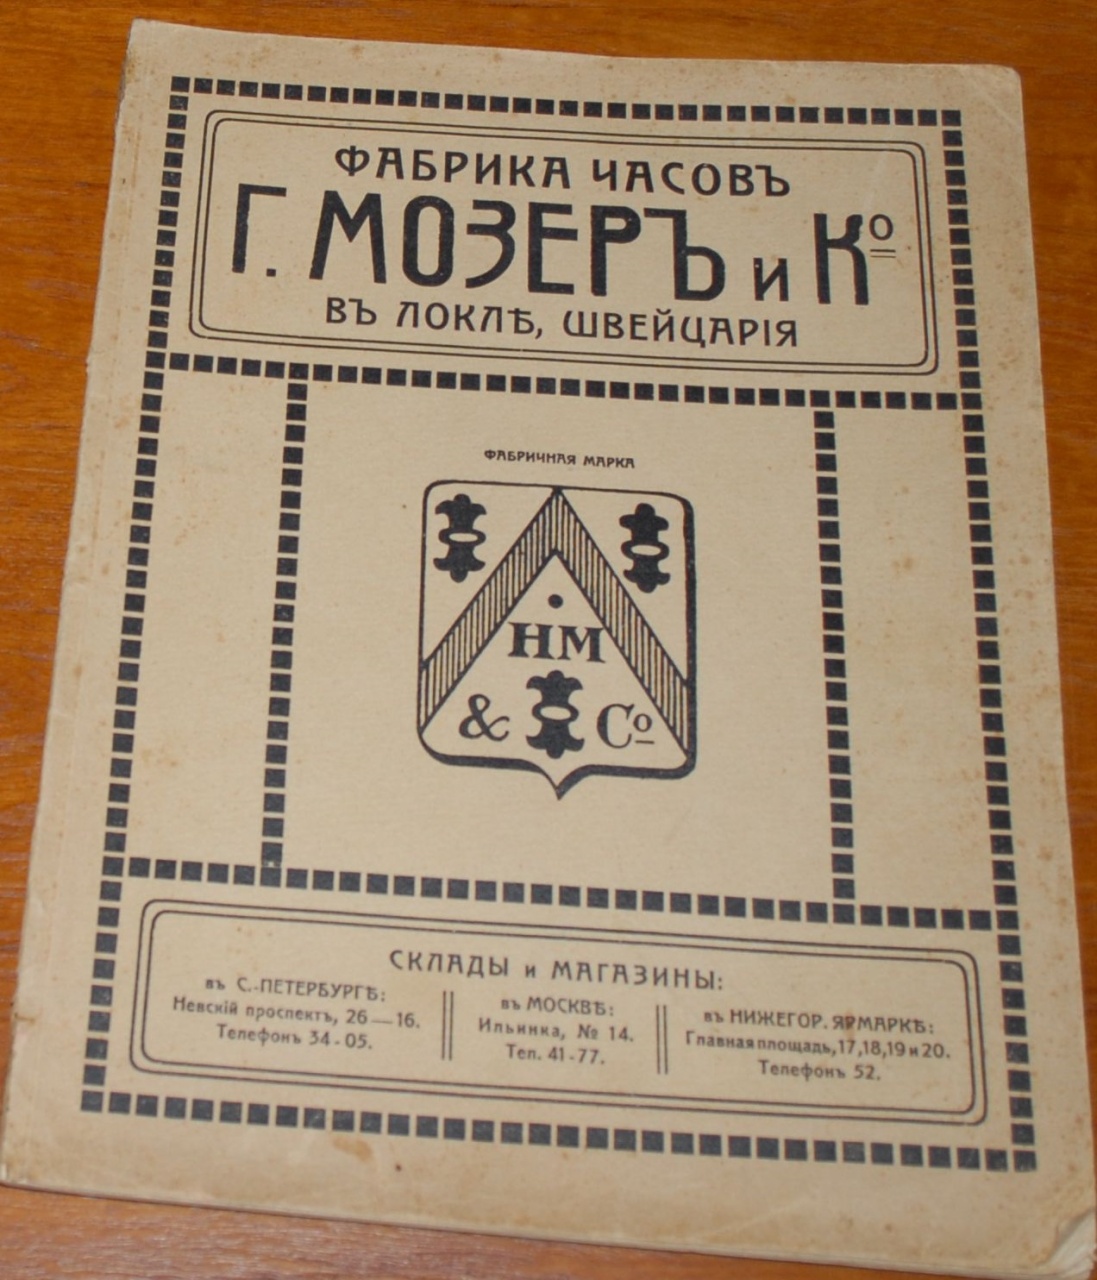 ФАБРИКА ЧАСОВЪ
Г. МОЗЕРЪ и Ко
ВЪ ЛОКЛѢ, ШВЕЙЦАРІЯ
ФАБРИЧНАЯ МАРКА
HM
& Co
СКЛАДЫ и МАГАЗИНЫ:
въ С.-ПЕТЕРБУРГѢ:
Невскій проспектъ, 26—16.
Телефонъ 34-05.
въ МОСКВѢ:
Ильинка, № 14.
Тел. 41-77.
въ НИЖЕГОР. ЯРМАРКѢ:
Главная площадь, 17, 18, 19 и 20.
Телефонъ 52.